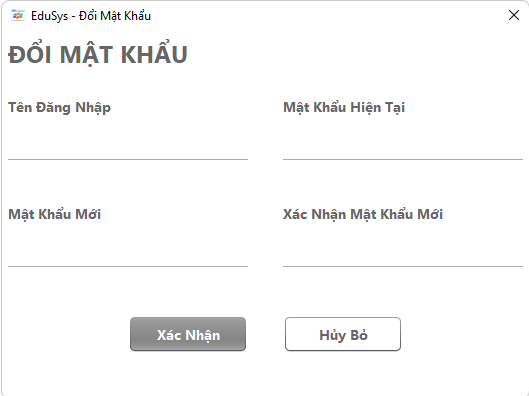 EduSys - Đổi Mật Khẩu
ĐỔI MẬT KHẨU
Tên Đăng Nhập
Mật Khẩu Hiện Tại
Mật Khẩu Mới
Xác Nhận Mật Khẩu Mới
Xác Nhận
Hủy Bỏ